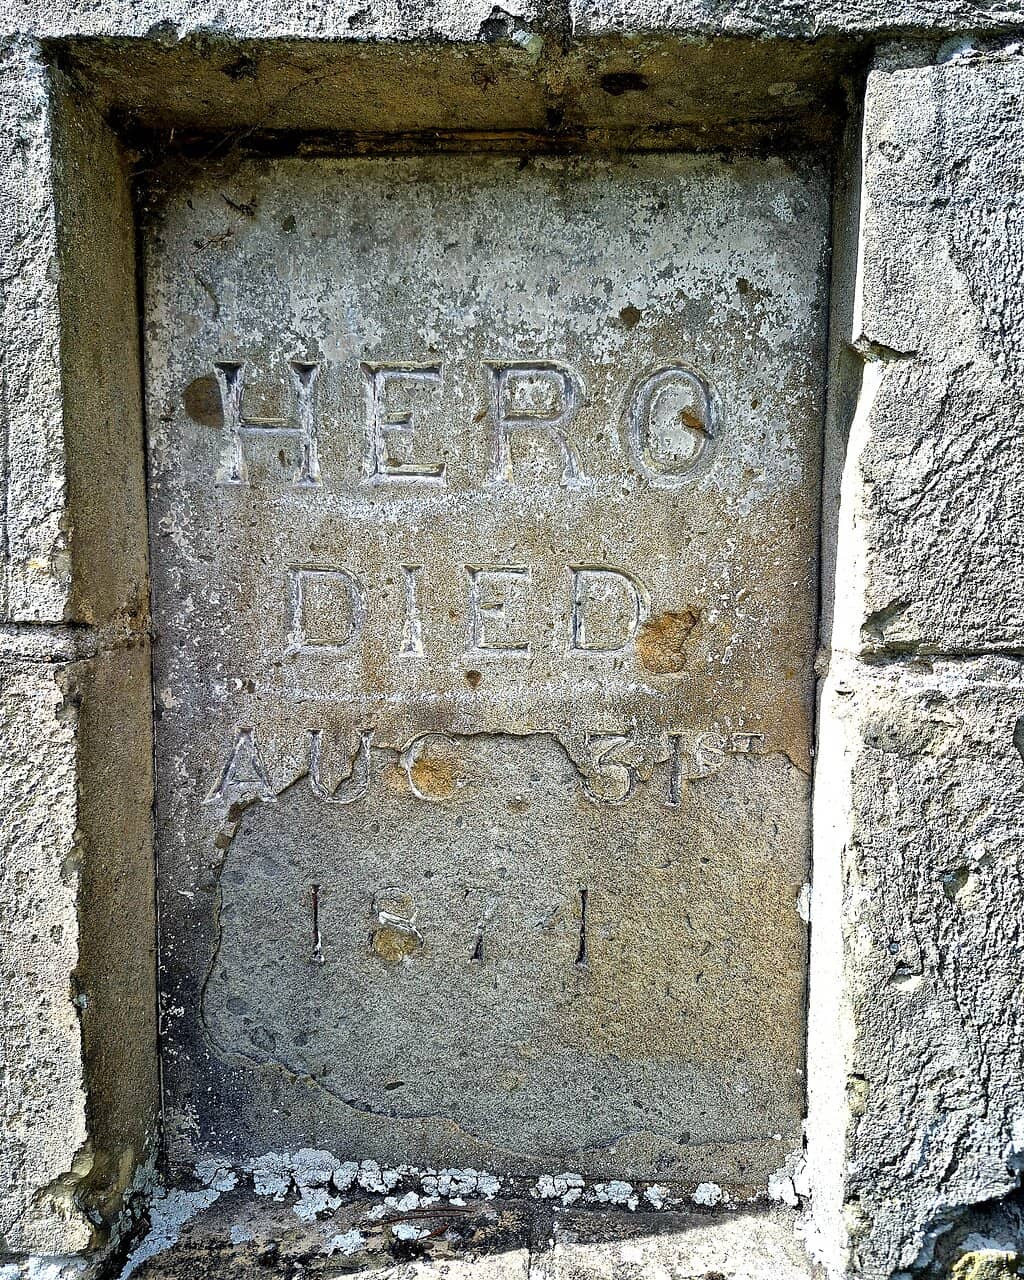 HERO
DIED
AUG 31ST
1871